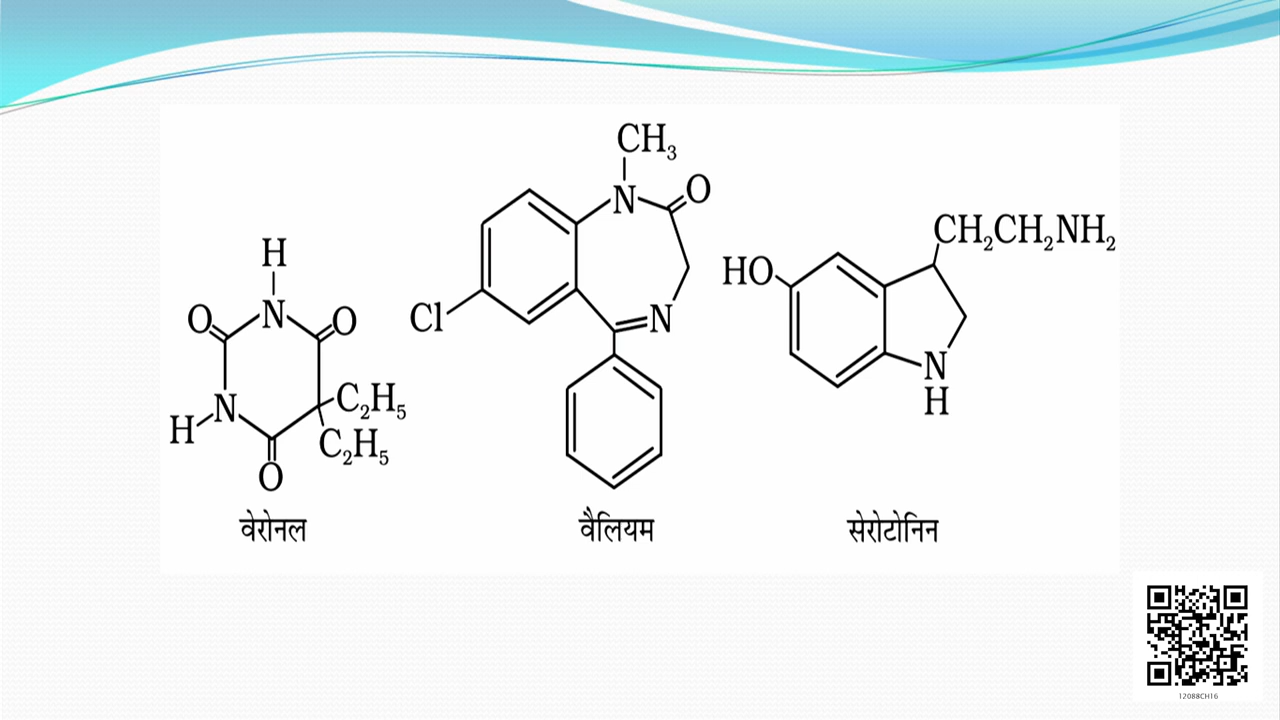 H
N
O
O
N
H
C₂H₅
C₂H₅
O
वेरोनल
CH₃
N
O
Cl
N
वैलियम
CH₂CH₂NH₂
HO
N
H
सेरोटोनिन
12088CH16